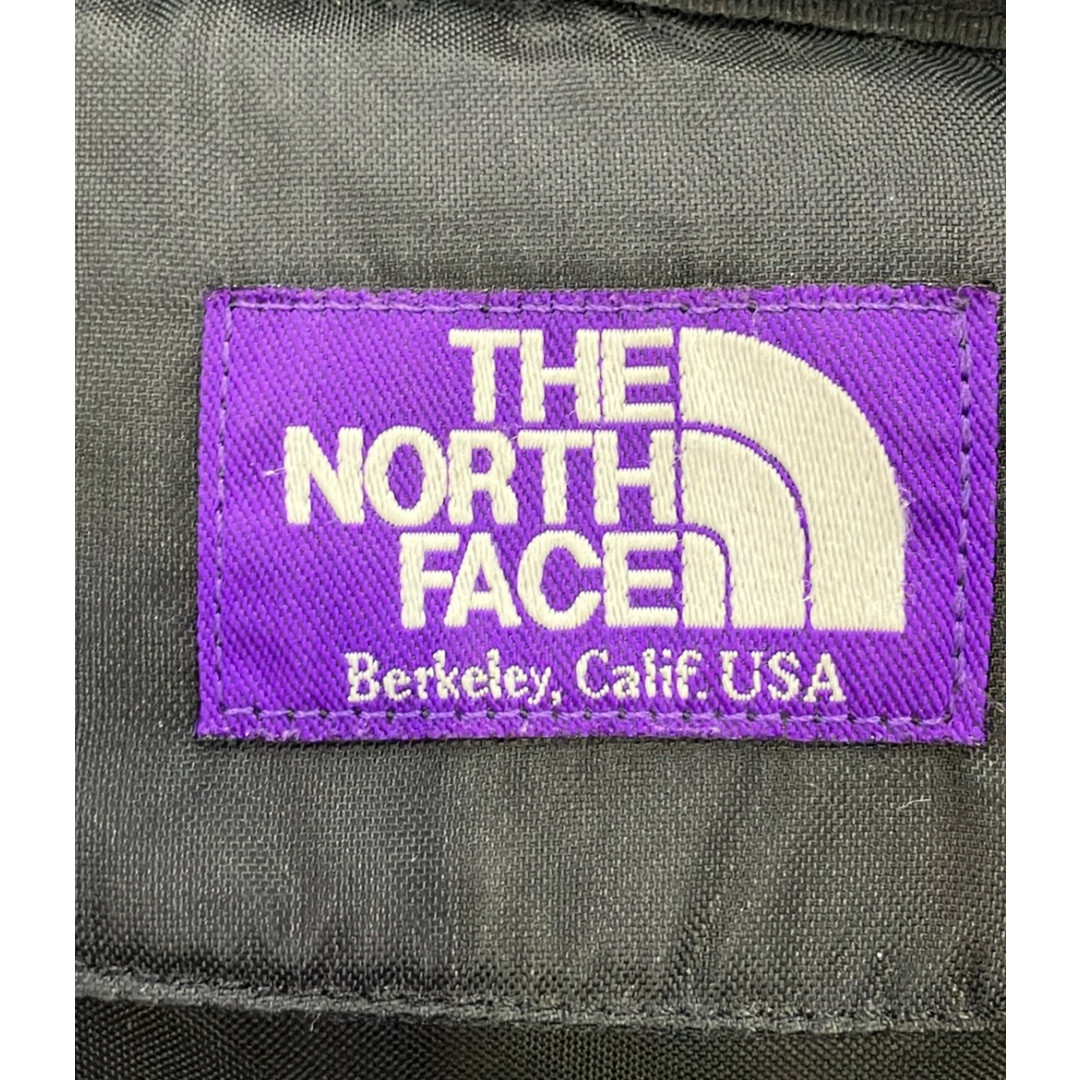 THE
NORTH
FACE
Berkeley, Calif. USA